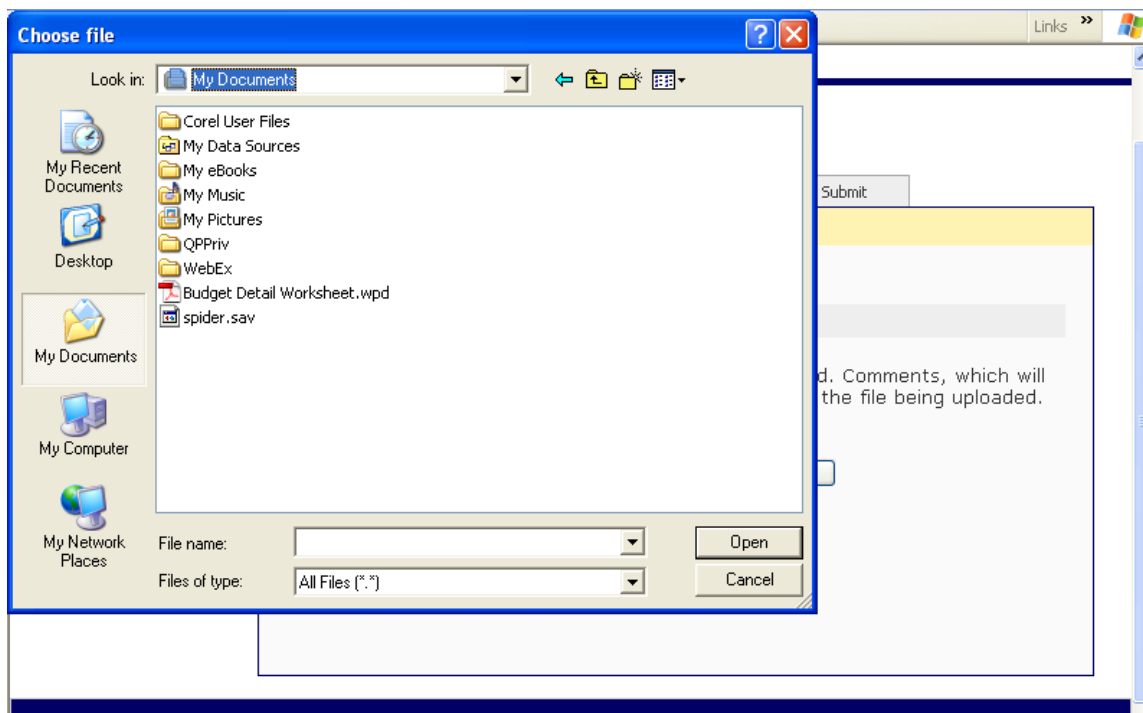 Choose file
Links »
Look in: My Documents
My Recent
Documents
Desktop
My Documents
My Computer
My Network
Places
Corel User Files
My Data Sources
My eBooks
My Music
My Pictures
QPPriv
WebEx
Budget Detail Worksheet.wpd
spider.sav
File name:
Open
Files of type: All Files (*.*)
Cancel
Submit
d. Comments, which will
the file being uploaded.